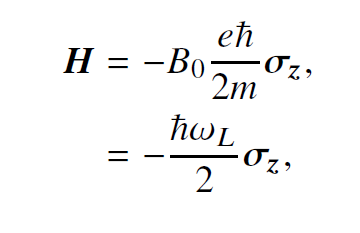 H = −B₀ eℏ/2m σ_z,
= − ℏω_L/2 σ_z,